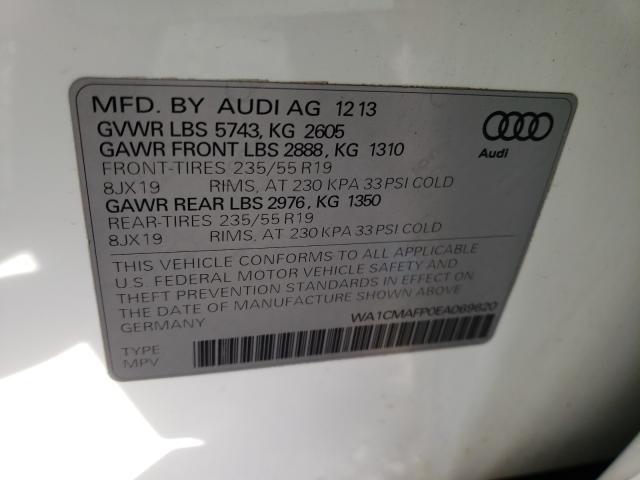 MFD. BY AUDI AG 12 13
GVWR LBS 5743, KG 2605
GAWR FRONT LBS 2888, KG 1310
FRONT-TIRES 235/55 R19
8JX19 RIMS, AT 230 KPA 33 PSI COLD
GAWR REAR LBS 2976, KG 1350
REAR-TIRES 235/55 R19
8JX19 RIMS, AT 230 KPA 33 PSI COLD
Audi
THIS VEHICLE CONFORMS TO ALL APPLICABLE
U.S. FEDERAL MOTOR VEHICLE SAFETY AND
THEFT PREVENTION STANDARDS IN EFFECT ON
THE DATE OF MANUFACTURE SHOWN ABOVE.
GERMANY
WA1CMAFP0EA069620
TYPE
MPV